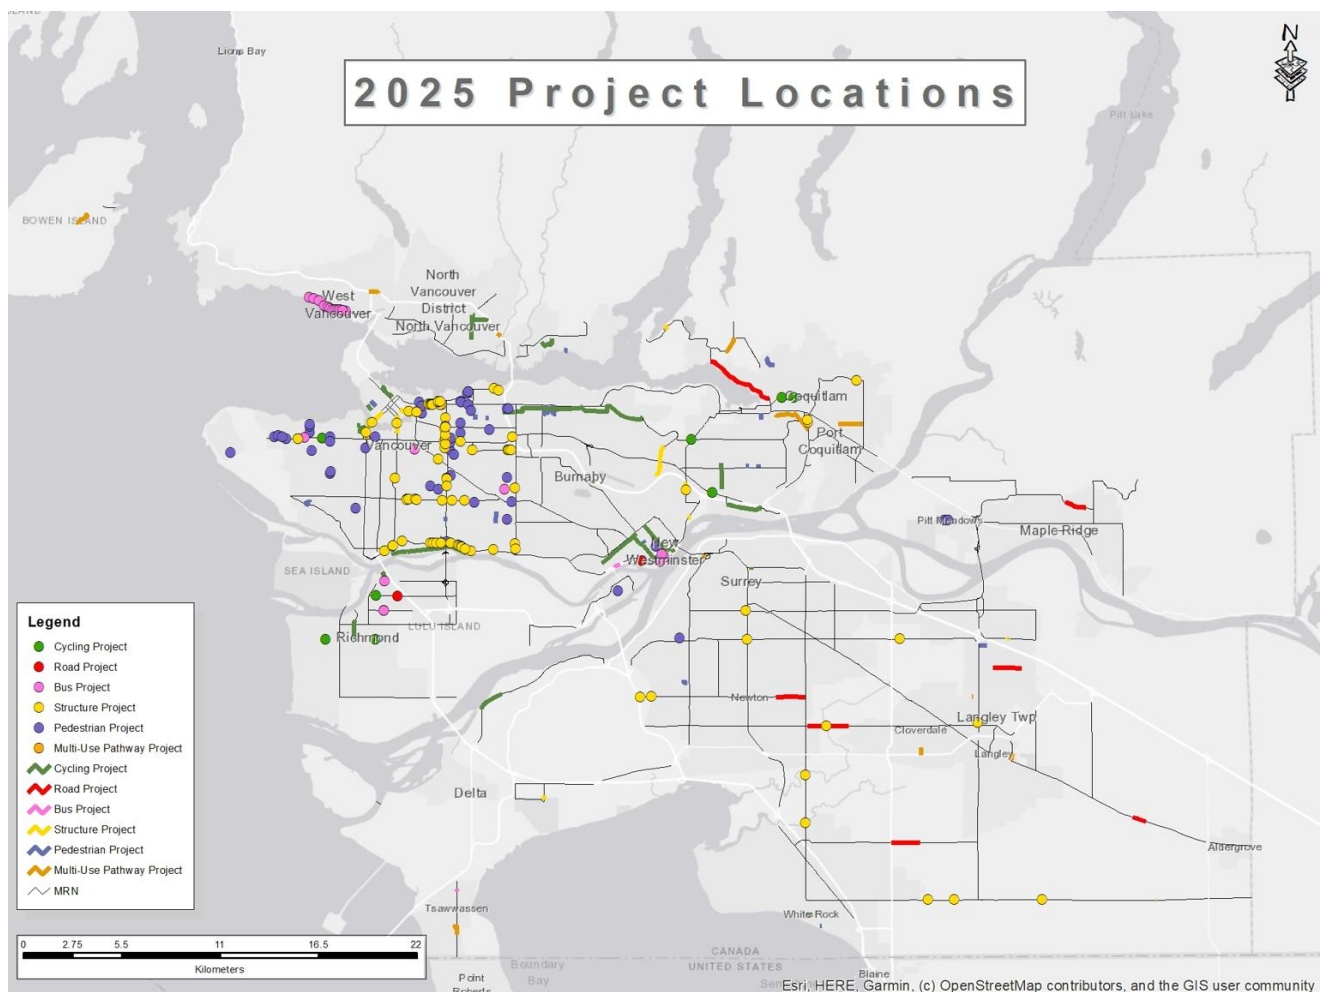 ISLAND
Lions Bay
N
2025 Project Locations
Pitt Lake
BOWEN ISLAND
North
Vancouver
District
North Vancouver
West
Vancouver
Coquitlam
Port
Coquitlam
Vancouver
Burnaby
Pitt Meadows
Maple Ridge
New
Westminster
SEA ISLAND
Surrey
LULU ISLAND
Richmond
Newton
Langley Twp
Cloverdale
Langley
Delta
Aldergrove
Tsawwassen
White Rock
CANADA
UNITED STATES
Boundary
Bay
Point
Roberts
Blaine
Legend
Cycling Project
Road Project
Bus Project
Structure Project
Pedestrian Project
Multi-Use Pathway Project
Cycling Project
Road Project
Bus Project
Structure Project
Pedestrian Project
Multi-Use Pathway Project
MRN
0 2.75 5.5 11 16.5 22
Kilometers
Esri, HERE, Garmin, (c) OpenStreetMap contributors, and the GIS user community